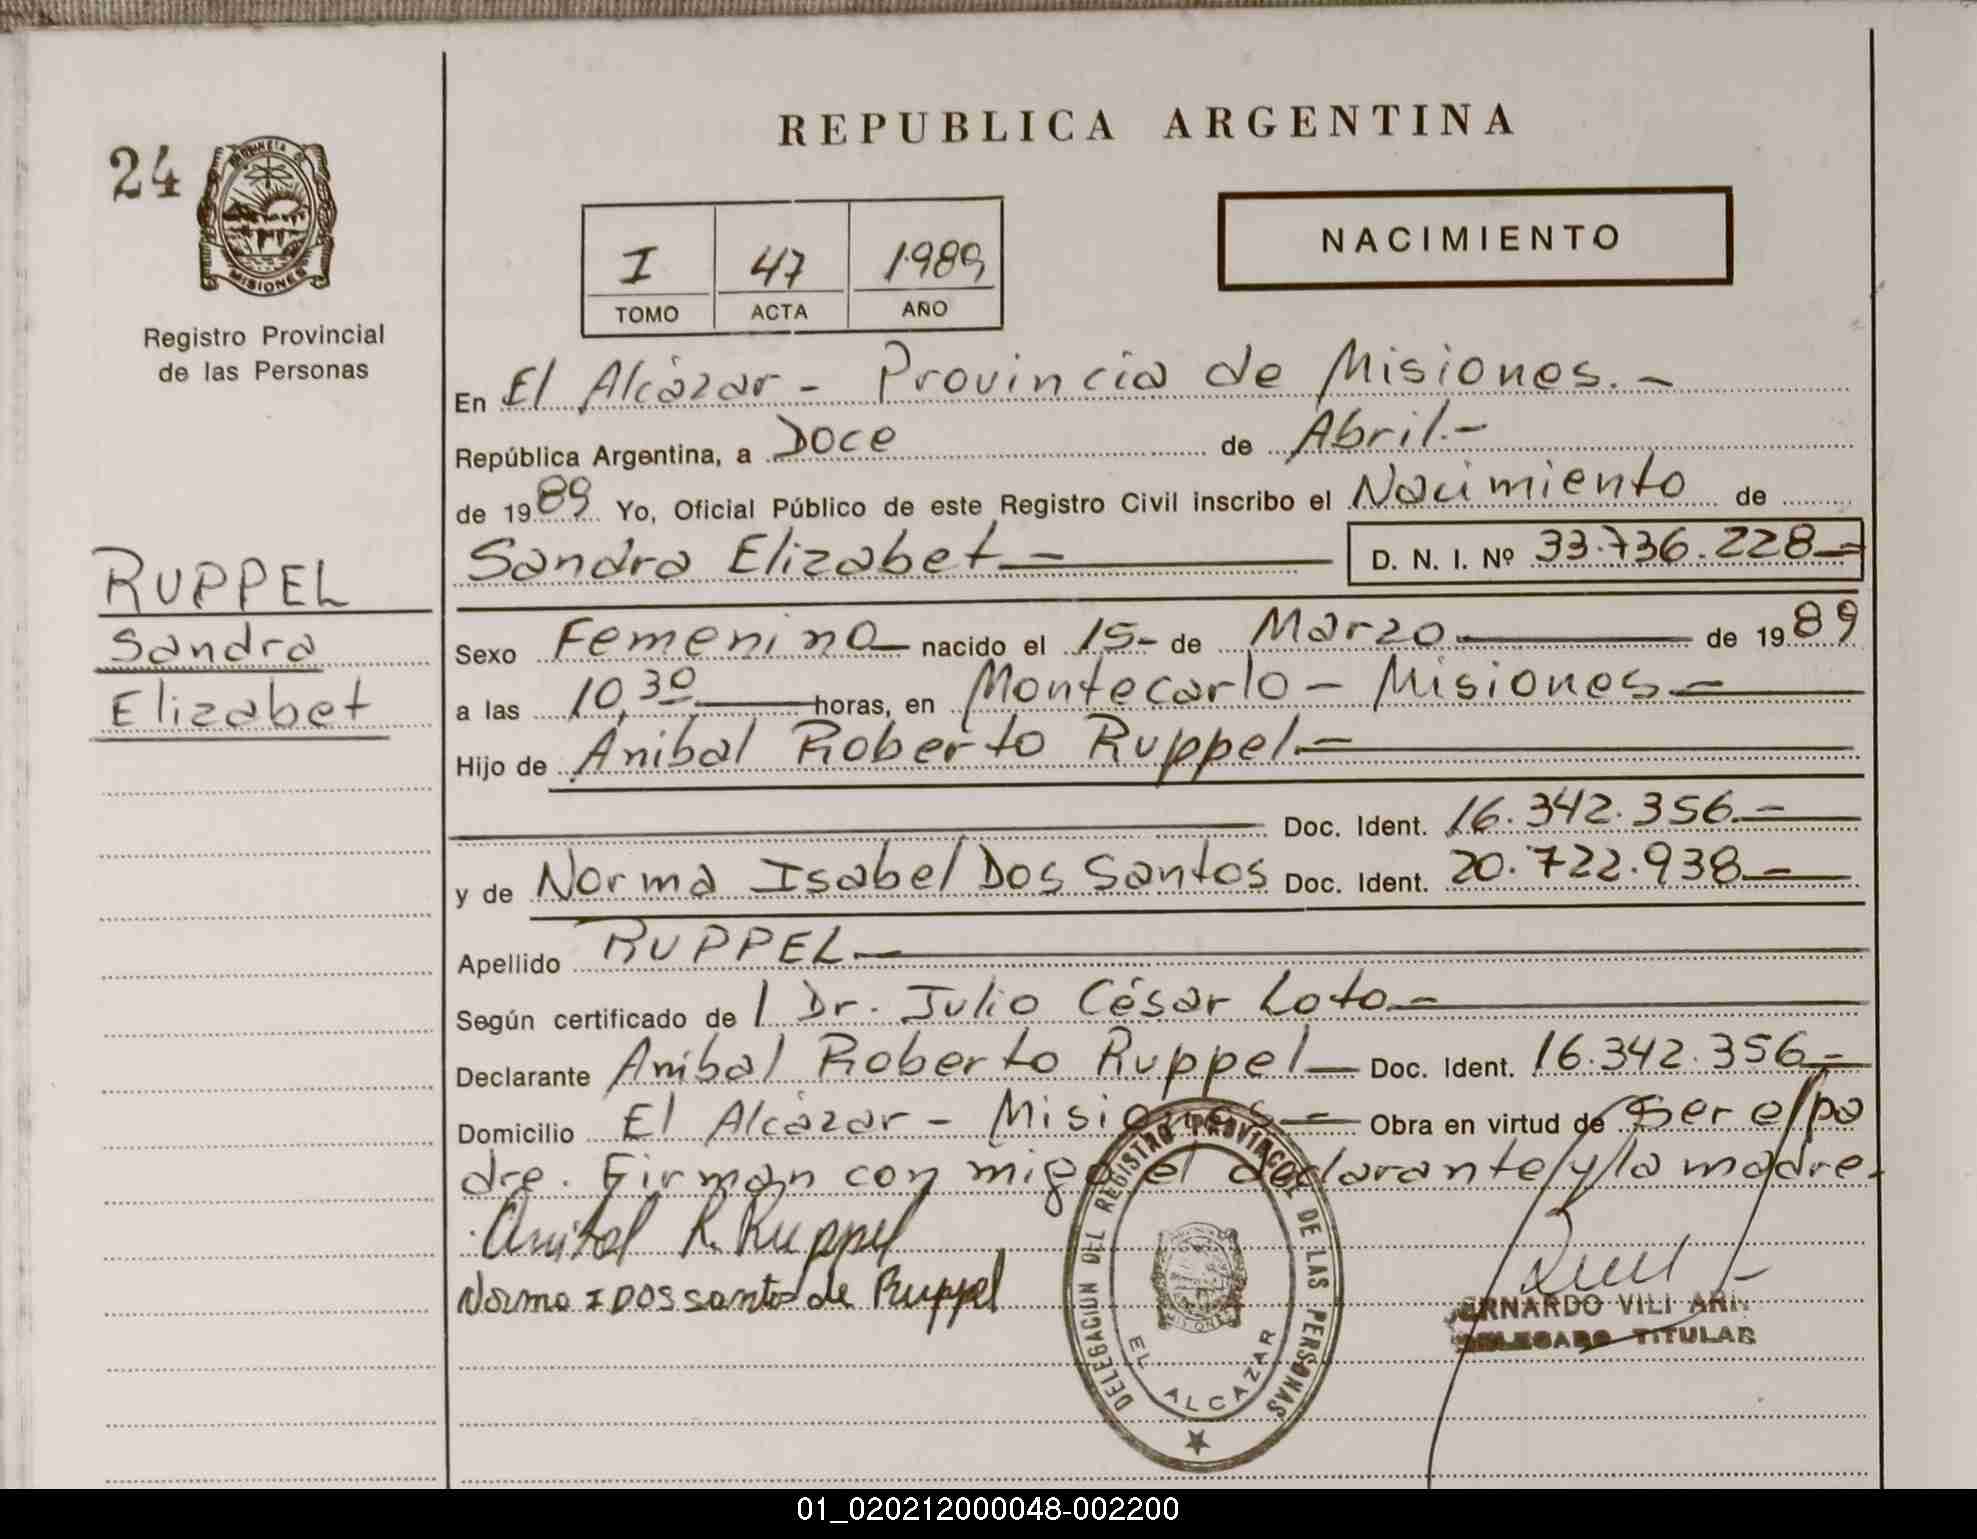 REPUBLICA ARGENTINA
24
PROVINCIA DE
MISIONES
Registro Provincial
de las Personas
I 47 1989
TOMO ACTA AÑO
NACIMIENTO
RUPPEL
Sandra
Elizabet
En El Alcázar - Provincia de Misiones.-
República Argentina, a Doce de Abril.-
de 1989 Yo, Oficial Público de este Registro Civil inscribo el Nacimiento de
Sandra Elizabet— D. N. I. Nº 33.736.228—
Sexo Femenino— nacido el 15- de Marzo.— de 1989
a las 10,30— horas, en Montecarlo - Misiones.—
Hijo de Anibal Roberto Ruppel.—
Doc. Ident. 16.342.356.—
y de Norma Isabel Dos Santos Doc. Ident. 20.722.938.—
Apellido RUPPEL.—
Según certificado de l Dr. Julio César Loto.—
Declarante Anibal Roberto Ruppel— Doc. Ident. 16.342.356.—
Domicilio El Alcázar - Misiones.— Obra en virtud de Ser el pa
dre. Firman con migo el declarante y la madre.
Anibal R. Ruppel
Norma I Dos santos de Ruppel
DELEGACION DEL REGISTRO PROVINCIAL DE LAS PERSONAS
EL ALCAZAR
VILI
TITULAR
01_020212000048-002200